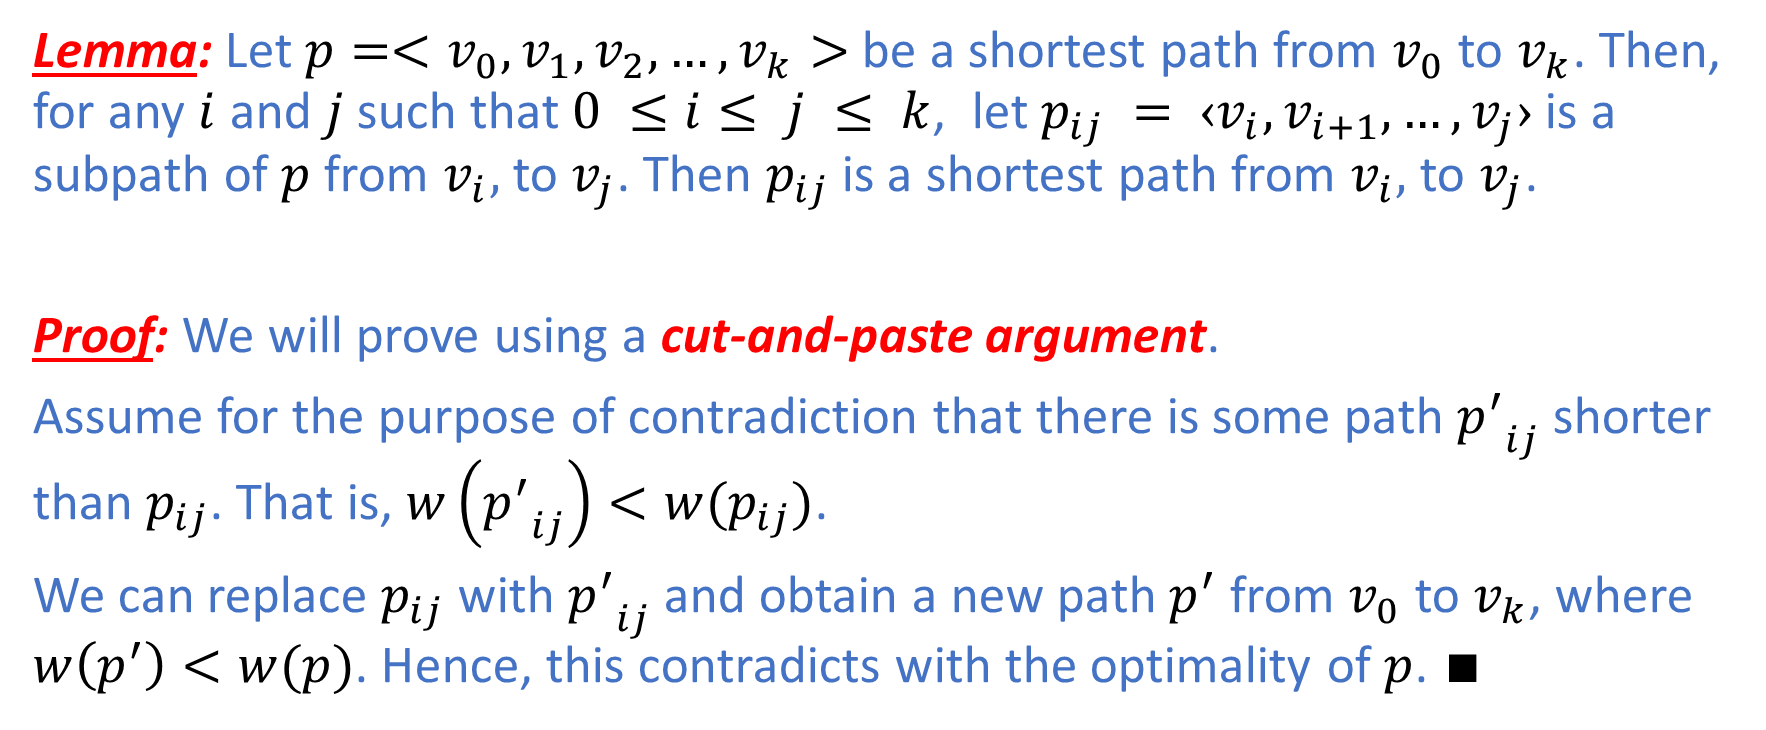 Lemma: Let p =< v₀, v₁, v₂, … , vₖ > be a shortest path from v₀ to vₖ. Then,
for any i and j such that 0 ≤ i ≤ j ≤ k, let pᵢⱼ = ‹vᵢ, vᵢ₊₁, … , vⱼ› is a
subpath of p from vᵢ, to vⱼ. Then pᵢⱼ is a shortest path from vᵢ, to vⱼ.
Proof: We will prove using a cut-and-paste argument.
Assume for the purpose of contradiction that there is some path p′ᵢⱼ shorter
than pᵢⱼ. That is, w(p′ᵢⱼ) < w(pᵢⱼ).
We can replace pᵢⱼ with p′ᵢⱼ and obtain a new path p′ from v₀ to vₖ, where
w(p′) < w(p). Hence, this contradicts with the optimality of p. ■